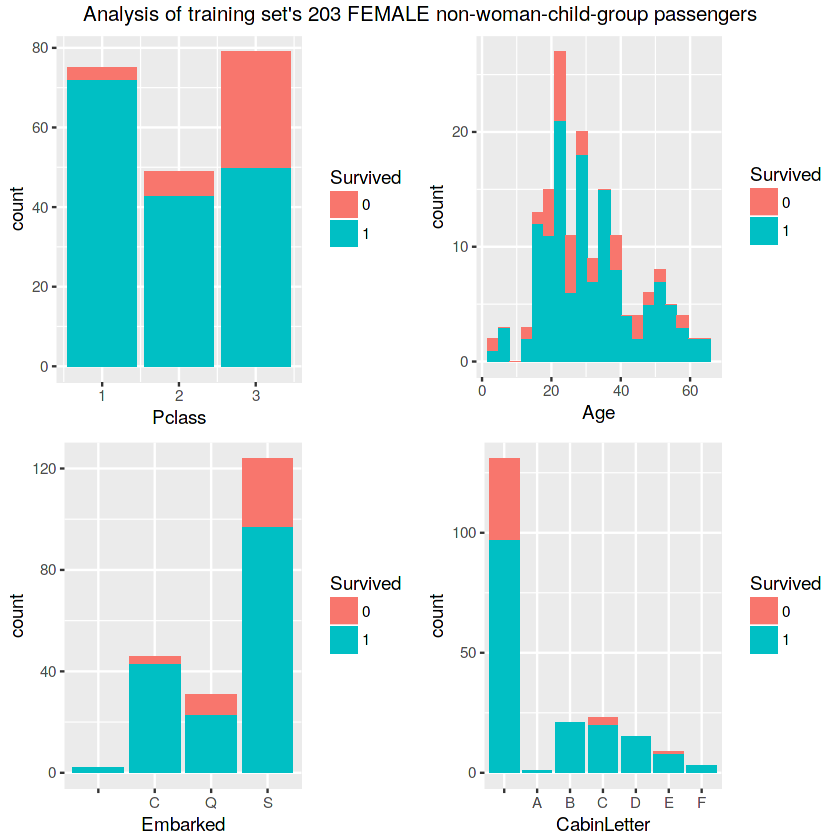 Analysis of training set's 203 FEMALE non-woman-child-group passengers
80
60
40
20
0
count
1 2 3
Pclass
Survived
0
1
20
10
0
count
0 20 40 60
Age
Survived
0
1
120
80
40
0
count
C Q S
Embarked
Survived
0
1
100
50
0
count
A B C D E F
CabinLetter
Survived
0
1